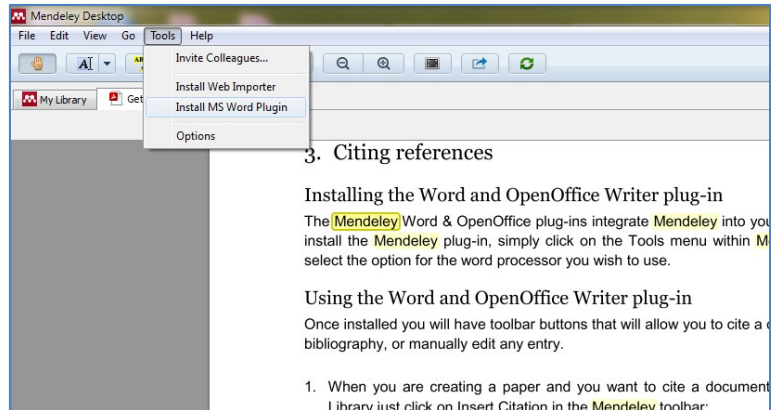 Mendeley Desktop
File Edit View Go Tools Help
Invite Colleagues...
Install Web Importer
Install MS Word Plugin
Options
My Library Get
3. Citing references
Installing the Word and OpenOffice Writer plug-in
The Mendeley Word & OpenOffice plug-ins integrate Mendeley into you
install the Mendeley plug-in, simply click on the Tools menu within M
select the option for the word processor you wish to use.
Using the Word and OpenOffice Writer plug-in
Once installed you will have toolbar buttons that will allow you to cite a
bibliography, or manually edit any entry.
1. When you are creating a paper and you want to cite a document
Library just click on Insert Citation in the Mendeley toolbar: